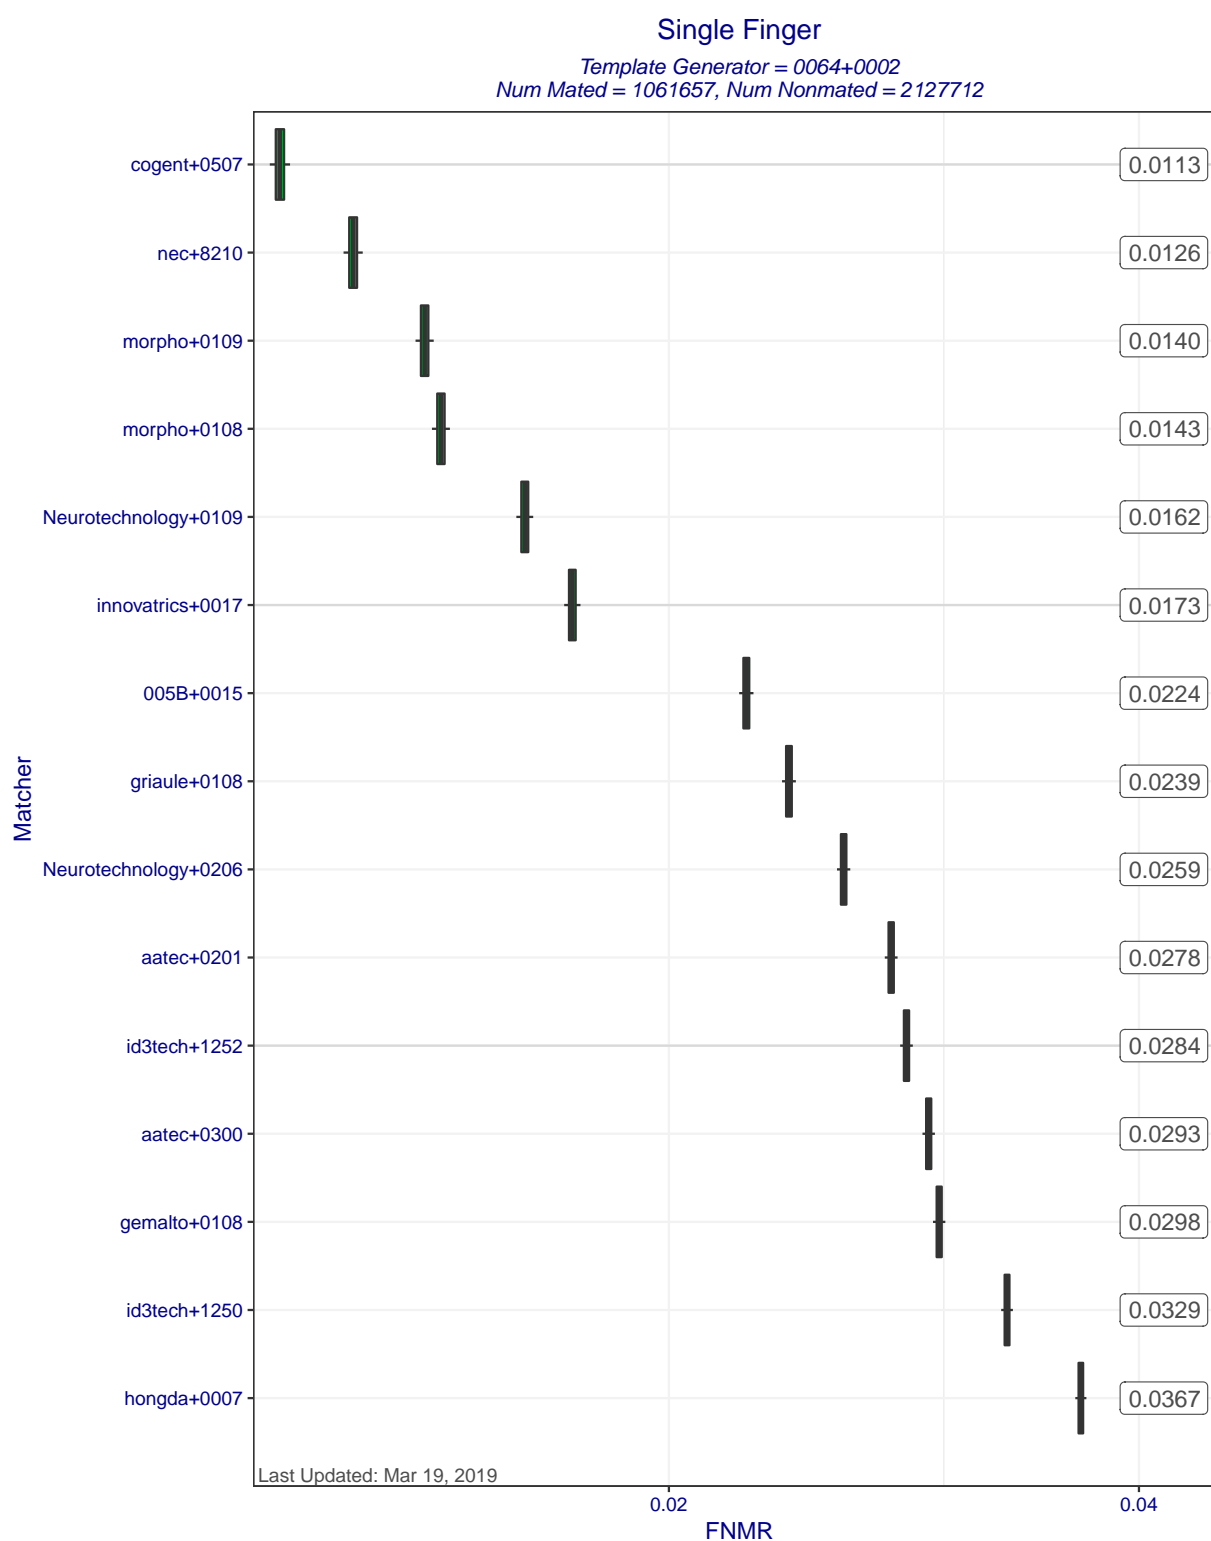 Single Finger
Template Generator = 0064+0002
Num Mated = 1061657, Num Nonmated = 2127712
cogent+0507 0.0113
nec+8210 0.0126
morpho+0109 0.0140
morpho+0108 0.0143
Neurotechnology+0109 0.0162
innovatrics+0017 0.0173
005B+0015 0.0224
griaule+0108 0.0239
Neurotechnology+0206 0.0259
aatec+0201 0.0278
id3tech+1252 0.0284
aatec+0300 0.0293
gemalto+0108 0.0298
id3tech+1250 0.0329
hongda+0007 0.0367
Matcher
Last Updated: Mar 19, 2019
0.02 0.04
FNMR